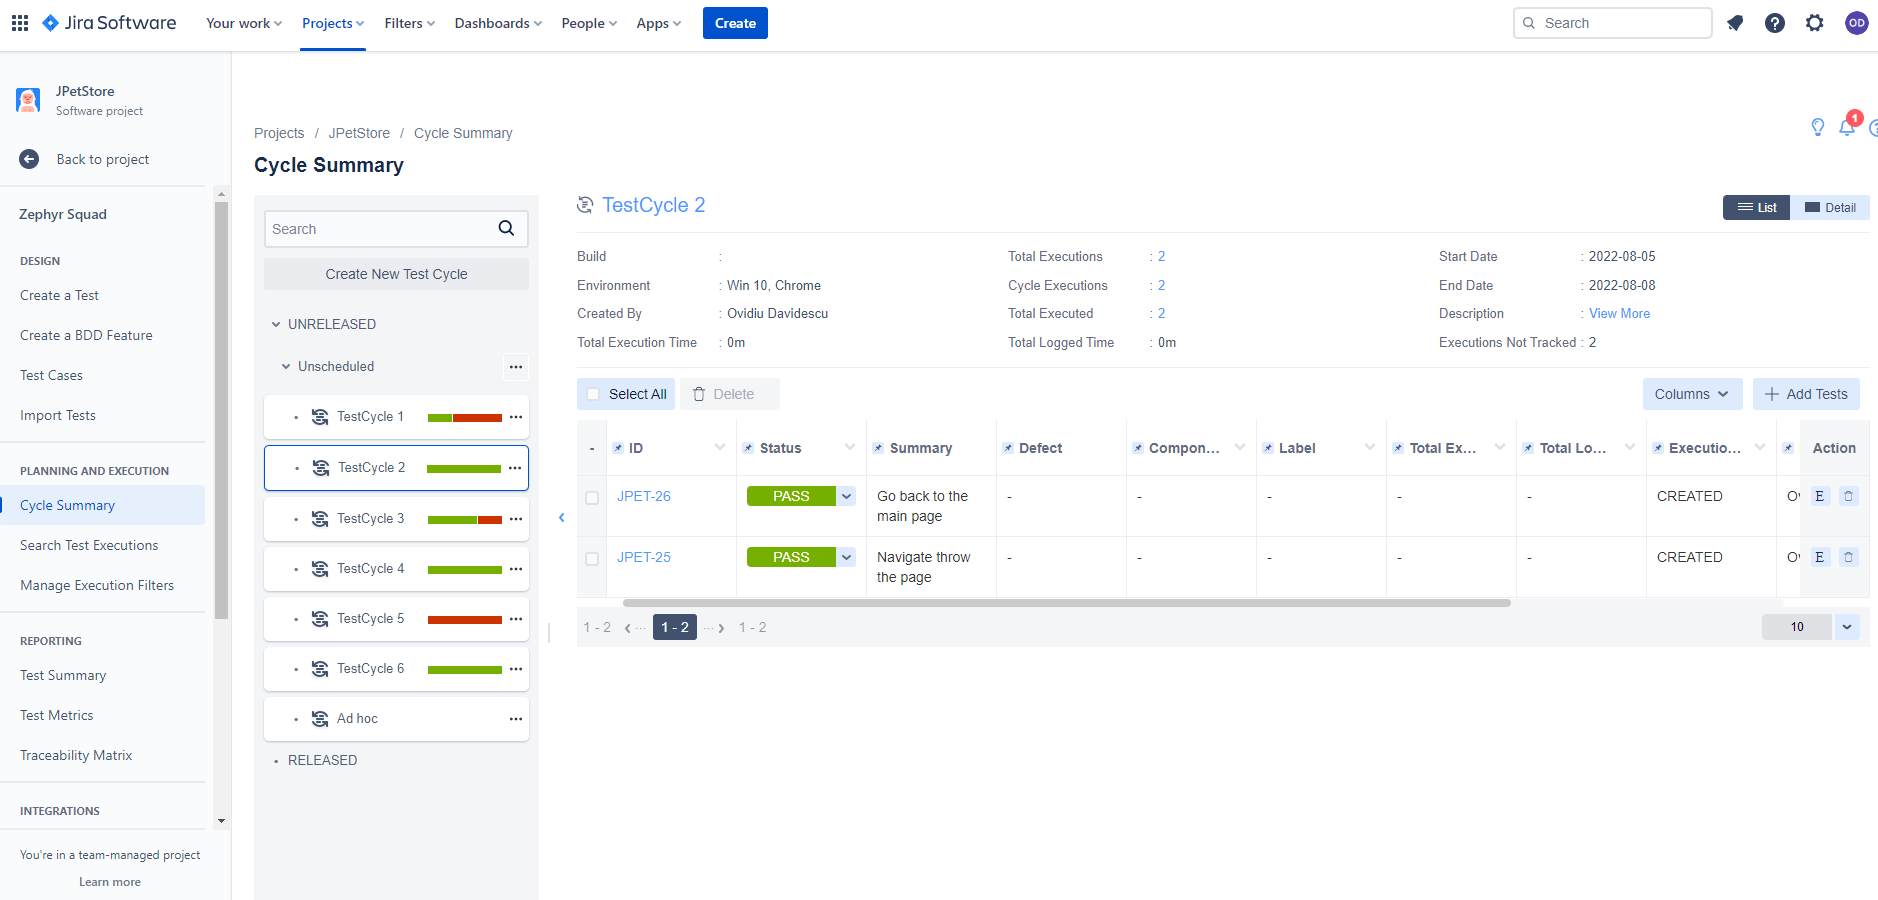 Jira Software Your work Projects Filters Dashboards People Apps Create Search OD
JPetStore
Software project
Back to project
Zephyr Squad
DESIGN
Create a Test
Create a BDD Feature
Test Cases
Import Tests
PLANNING AND EXECUTION
Cycle Summary
Search Test Executions
Manage Execution Filters
REPORTING
Test Summary
Test Metrics
Traceability Matrix
INTEGRATIONS
You're in a team-managed project
Learn more
Projects / JPetStore / Cycle Summary
1
Cycle Summary
Search
Create New Test Cycle
UNRELEASED
Unscheduled
TestCycle 1
TestCycle 2
TestCycle 3
TestCycle 4
TestCycle 5
TestCycle 6
Ad hoc
RELEASED
TestCycle 2
List Detail
Build : Total Executions : 2 Start Date : 2022-08-05
Environment : Win 10, Chrome Cycle Executions : 2 End Date : 2022-08-08
Created By : Ovidiu Davidescu Total Executed : 2 Description : View More
Total Execution Time : 0m Total Logged Time : 0m Executions Not Tracked : 2
Select All Delete Columns + Add Tests
- ID Status Summary Defect Compon... Label Total Ex... Total Lo... Executio... Action
JPET-26 PASS Go back to the - - - - - CREATED E
main page
JPET-25 PASS Navigate throw - - - - - CREATED E
the page
1 - 2 ‹ ... 1 - 2 ... › 1 - 2 10